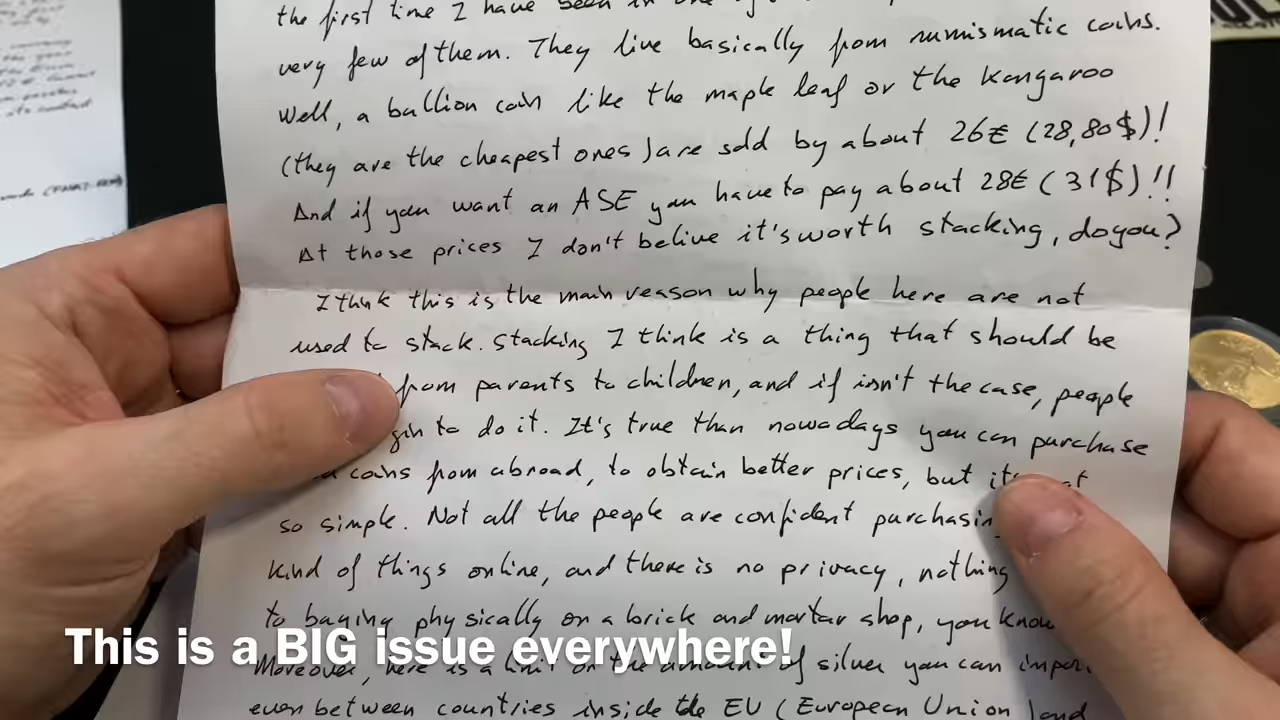 the first time I have been in one
very few of them. They live basically from numismatic coins.
Well, a bullion coin like the maple leaf or the Kangaroo
(they are the cheapest ones) are sold by about 26€ (28,80$)!
And if you want an ASE you have to pay about 28€ (31$)!!
At those prices I don't belive it's worth stacking, do you?
I think this is the main reason why people here are not
used to stack. Stacking I think is a thing that should be
from parents to children, and if isn't the case, people
to do it. It's true than nowadays you can purchase
coins from abroad, to obtain better prices, but
so simple. Not all the people are confident
kind of things online, and there is no privacy, nothing
to buying physically on a brick and mortar shop, you know
Moreover, here is a limit on the amount of silver you can
even between countries inside the EU (European Union) and
This is a BIG issue everywhere!